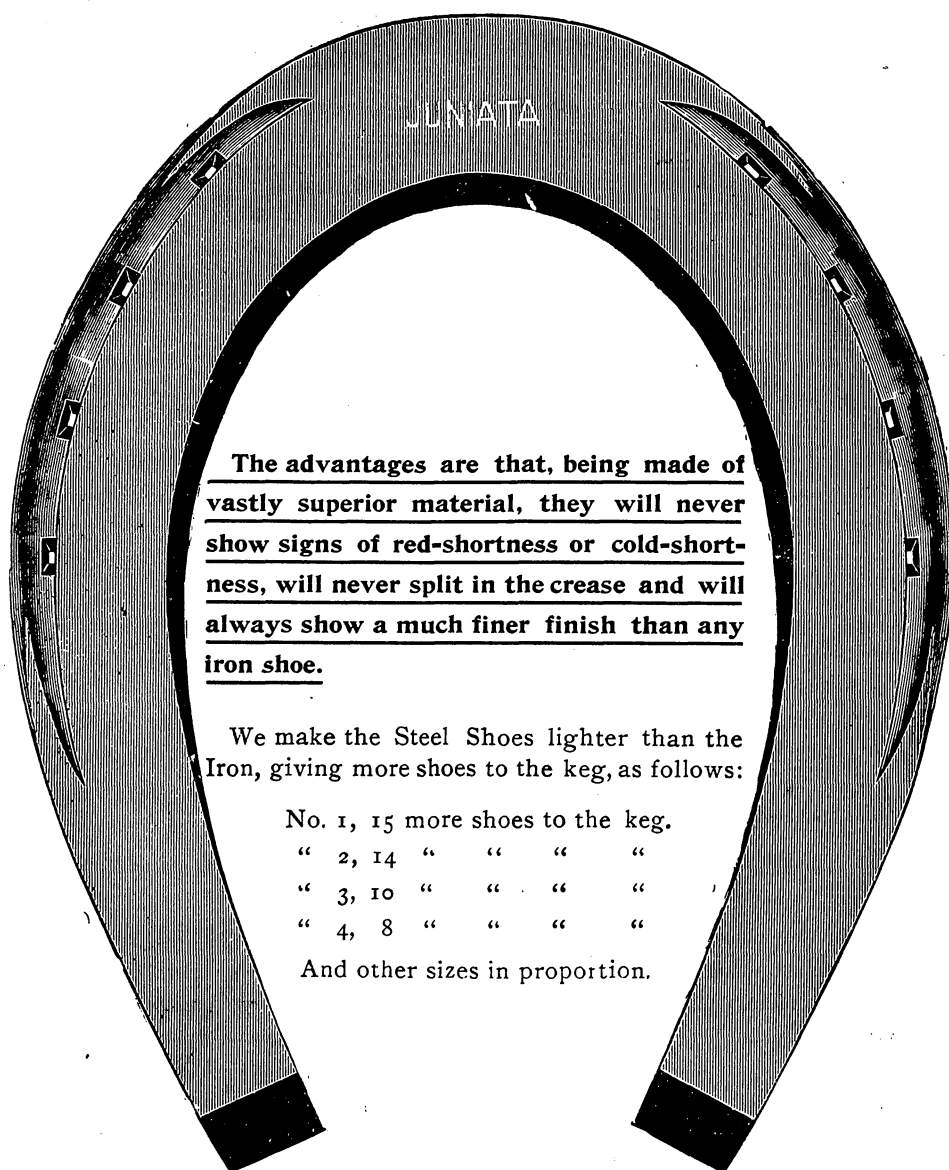 JUNIATA
The advantages are that, being made of
vastly superior material, they will never
show signs of red-shortness or cold-short-
ness, will never split in the crease and will
always show a much finer finish than any
iron shoe.
We make the Steel Shoes lighter than the
Iron, giving more shoes to the keg, as follows:
No. 1, 15 more shoes to the keg.
“ 2, 14 “ “ “ “
“ 3, 10 “ “ “ “
“ 4, 8 “ “ “ “
And other sizes in proportion.